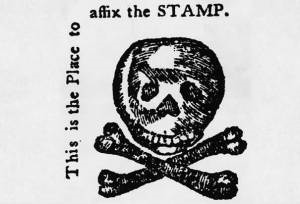 This is the Place to
affix the STAMP.